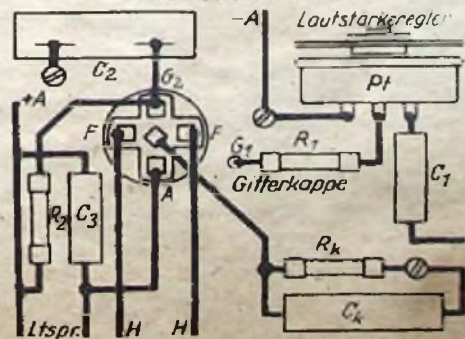 -A
Lautstärkeregler
C2
G2
+A
Pt
F
F
G1
R1
Gitterkappe
C1
A
R2
C3
Rk
Ck
Ltspr.
H
H